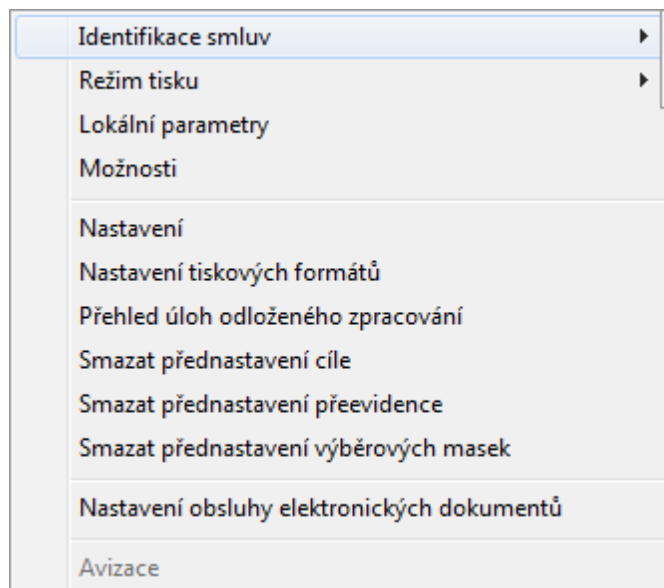 Identifikace smluv
Režim tisku
Lokální parametry
Možnosti
Nastavení
Nastavení tiskových formátů
Přehled úloh odloženého zpracování
Smazat přednastavení cíle
Smazat přednastavení přeevidence
Smazat přednastavení výběrových masek
Nastavení obsluhy elektronických dokumentů
Avizace